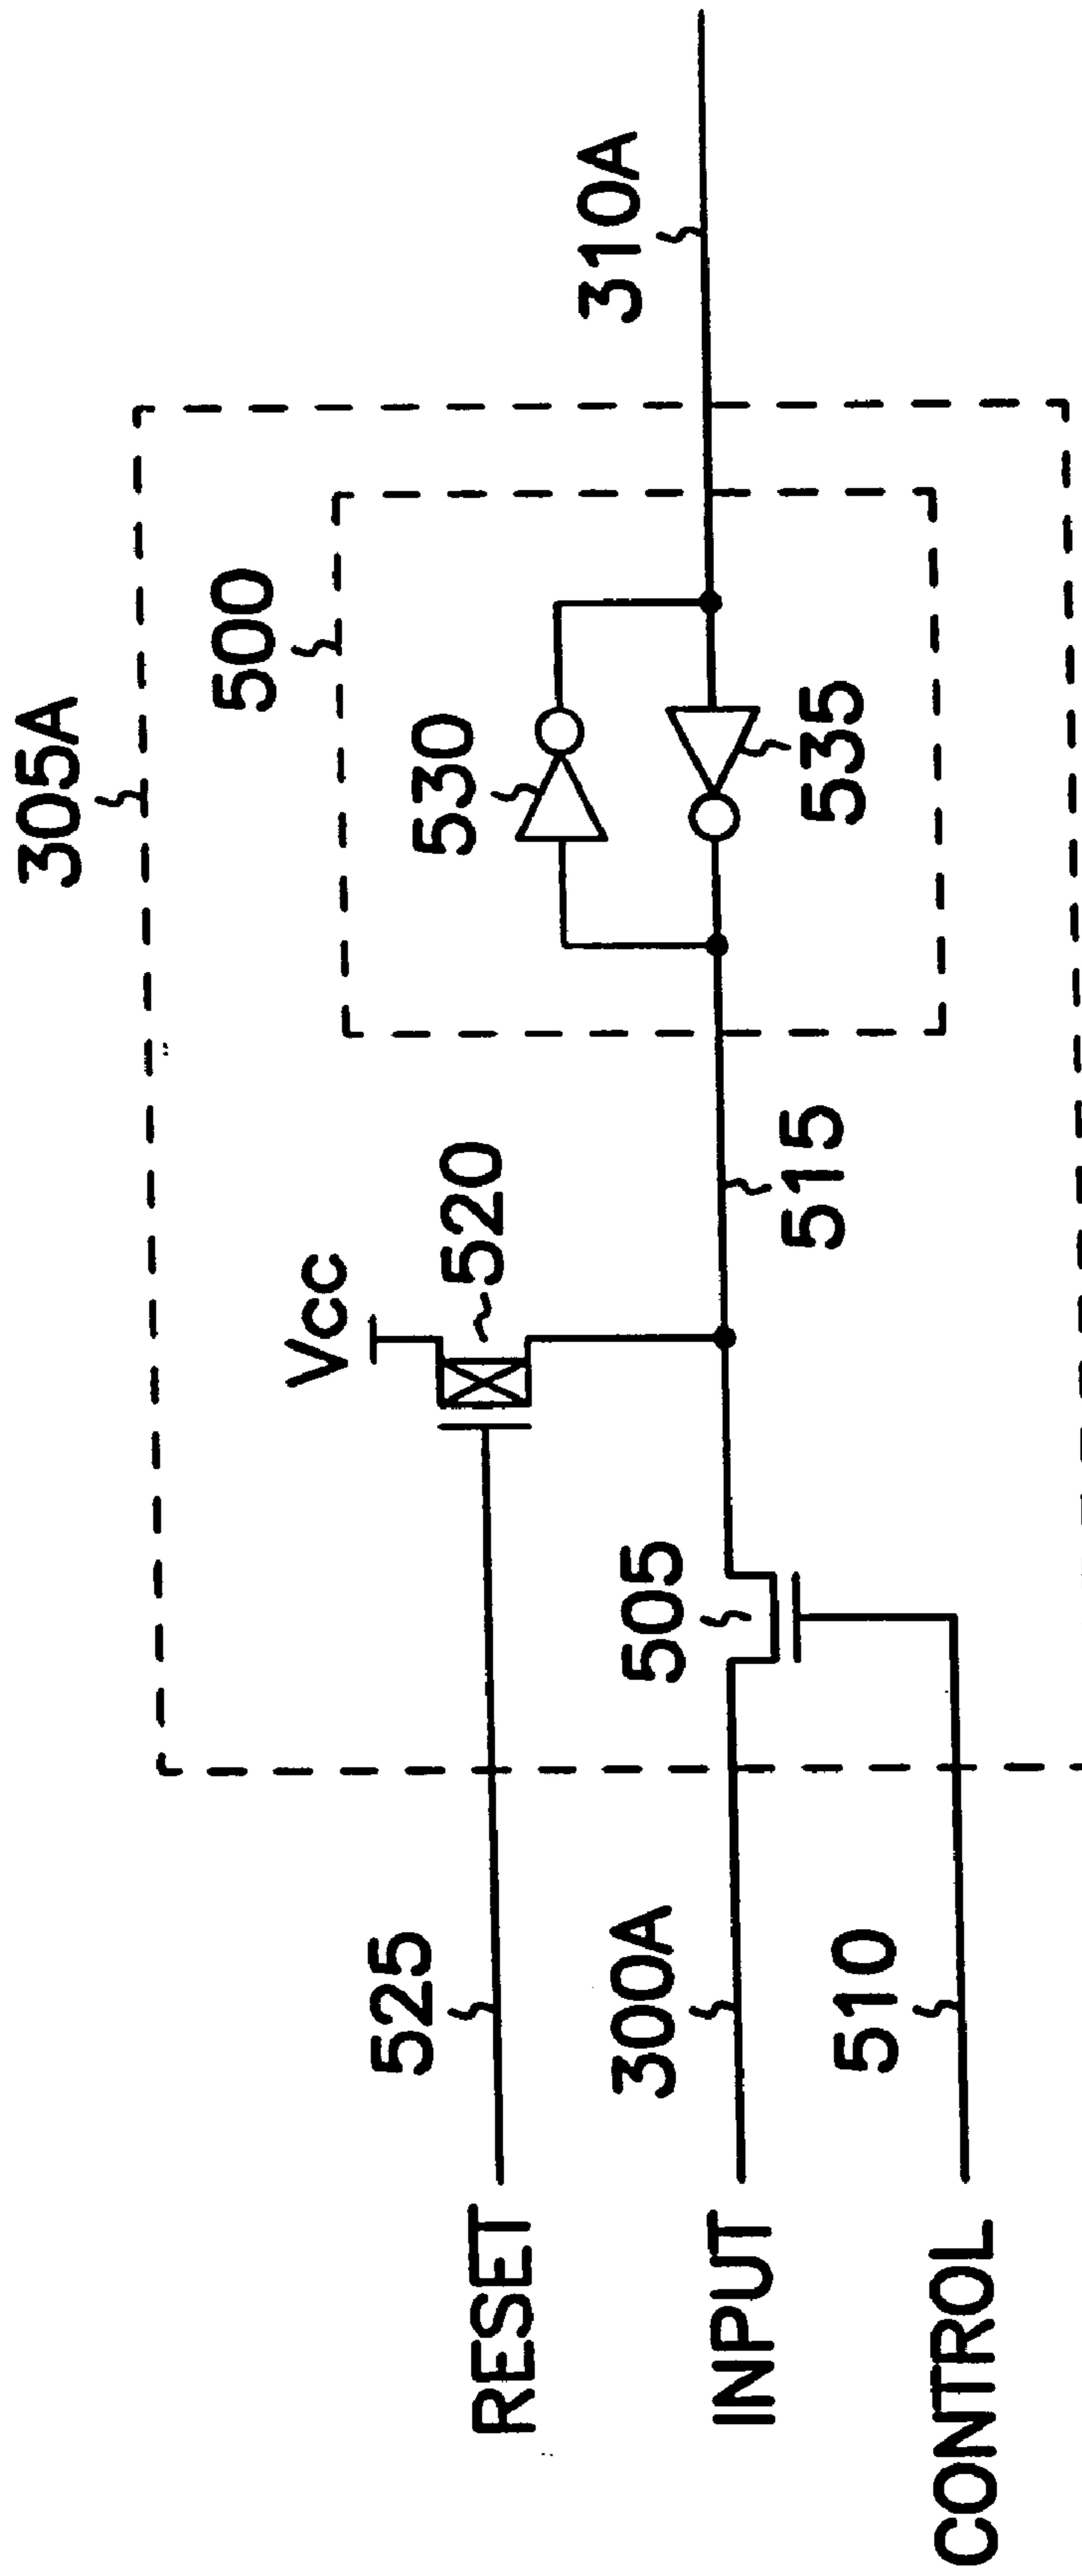 305A
500
530
310A
Vcc
520
535
515
505
525
RESET
300A
INPUT
510
CONTROL